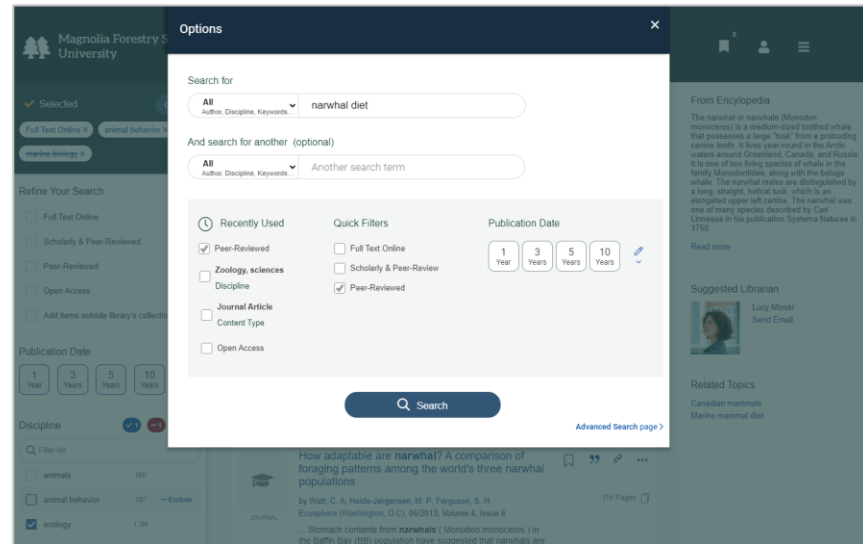 Magnolia Forestry S
University
Options
Selected
Full Text Online ×
animal behavior ×
marine biology ×
Refine Your Search
Full Text Online
Scholarly & Peer-Reviewed
Peer-Reviewed
Open Access
Add items outside library's collectio
Publication Date
1
Year
3
Years
5
Years
10
Years
Discipline
1
1
Filter list
animals
animal behavior
Exclude
ecology
1.2M
Search for
All
Author, Discipline, Keywords...
narwhal diet
And search for another (optional)
All
Author, Discipline, Keywords...
Another search term
Recently Used
Peer-Reviewed
Zoology, sciences
Discipline
Journal Article
Content Type
Open Access
Quick Filters
Full Text Online
Scholarly & Peer-Review
Peer-Reviewed
Publication Date
1
Year
3
Years
5
Years
10
Years
Search
Advanced Search page
How adaptable are narwhal? A comparison of
foraging patterns among the world's three narwhal
populations
by Watt, C. A; Heide-Jørgensen, M. P; Ferguson, S. H
Ecosphere (Washington, D.C), 06/2013, Volume 4, Issue 6
JOURNAL
115 Pages
... Stomach contents from narwhals ( Monodon monoceros ) in
the Baffin Bay (BB) population have suggested that narwhals are
From Encylopedia
The narwhal or narwhale (Monodon
monoceros) is a medium-sized toothed whale
that possesses a large "tusk" from a protruding
canine tooth. It lives year-round in the Arctic
waters around Greenland, Canada, and Russia.
It is one of two living species of whale in the
family Monodontidae, along with the beluga
whale. The narwhal males are distinguished by
a long, straight, helical tusk, which is an
elongated upper left canine. The narwhal was
one of many species described by Carl
Linnaeus in his publication Systema Naturae in
1758.
Read more
Suggested Librarian
Lucy Minski
Send Email
Related Topics
Canadian mammals
Marine mammal diet